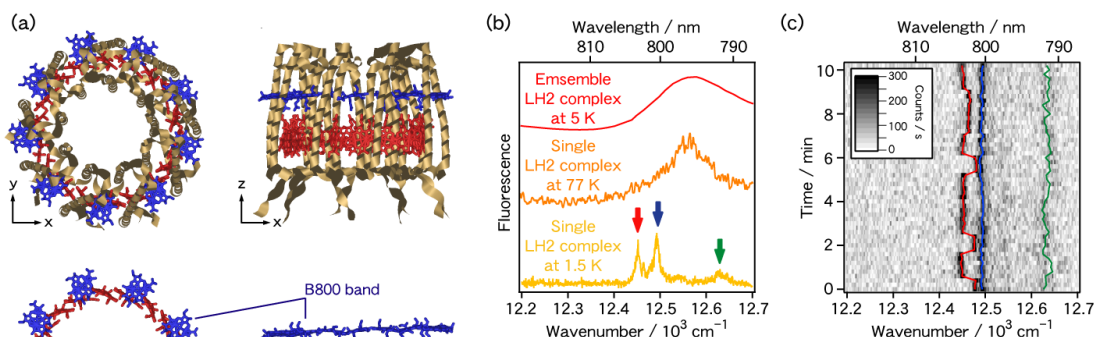 (a)
y
x
z
x
B800 band
(b)
Wavelength / nm
810 800 790
Emsemble
LH2 complex
at 5 K
Single
LH2 complex
at 77 K
Single
LH2 complex
at 1.5 K
Fluorescence
12.2 12.3 12.4 12.5 12.6 12.7
Wavenumber / 10³ cm⁻¹
(c)
Wavelength / nm
810 800 790
300
200
100
0
Counts / s
10
8
6
4
2
0
Time / min
12.2 12.3 12.4 12.5 12.6 12.7
Wavenumber / 10³ cm⁻¹